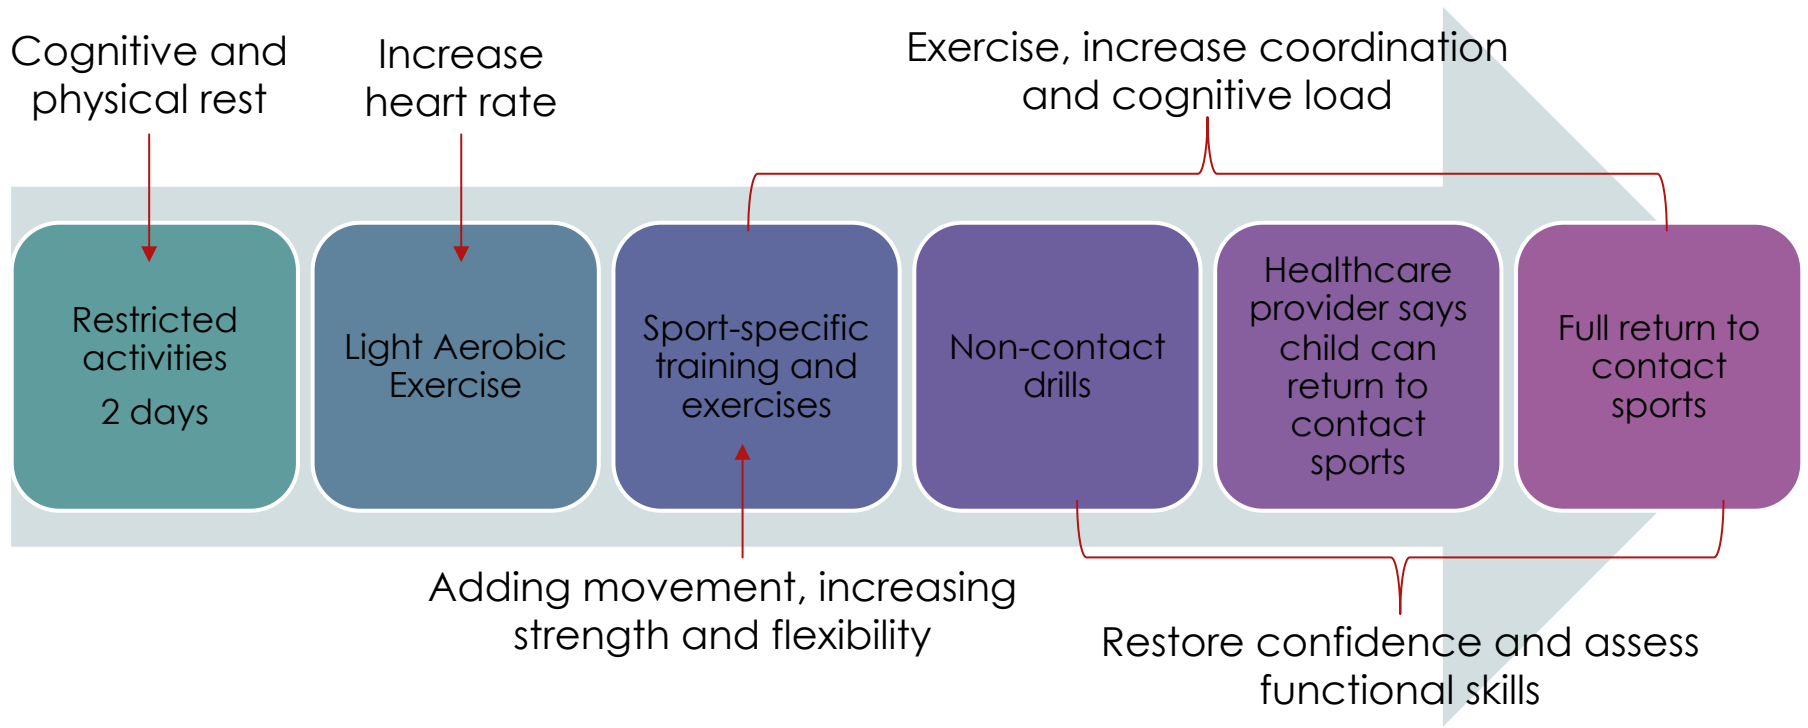 Cognitive and
physical rest
Increase
heart rate
Exercise, increase coordination
and cognitive load
Restricted
activities
2 days
Light Aerobic
Exercise
Sport-specific
training and
exercises
Non-contact
drills
Healthcare
provider says
child can
return to
contact
sports
Full return to
contact
sports
Adding movement, increasing
strength and flexibility
Restore confidence and assess
functional skills